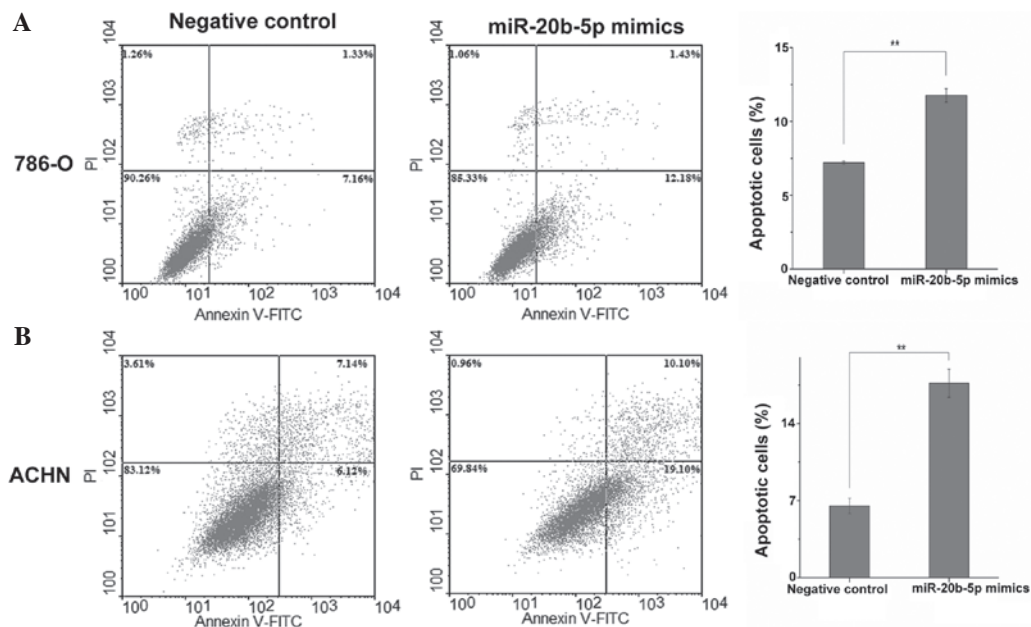 A
Negative control
miR-20b-5p mimics
786-O
PI
104
103
102
101
100
1.26%
1.33%
90.26%
7.16%
100 101 102 103 104
Annexin V-FITC
PI
104
103
102
101
100
1.06%
1.43%
85.33%
12.18%
100 101 102 103 104
Annexin V-FITC
Apoptotic cells (%)
15
10
5
0
**
Negative control
miR-20b-5p mimics
B
ACHN
PI
104
103
102
101
100
3.61%
7.14%
83.12%
6.12%
100 101 102 103 104
Annexin V-FITC
PI
104
103
102
101
100
0.96%
10.10%
69.84%
19.10%
100 101 102 103 104
Annexin V-FITC
Apoptotic cells (%)
14
7
0
**
Negative control
miR-20b-5p mimics